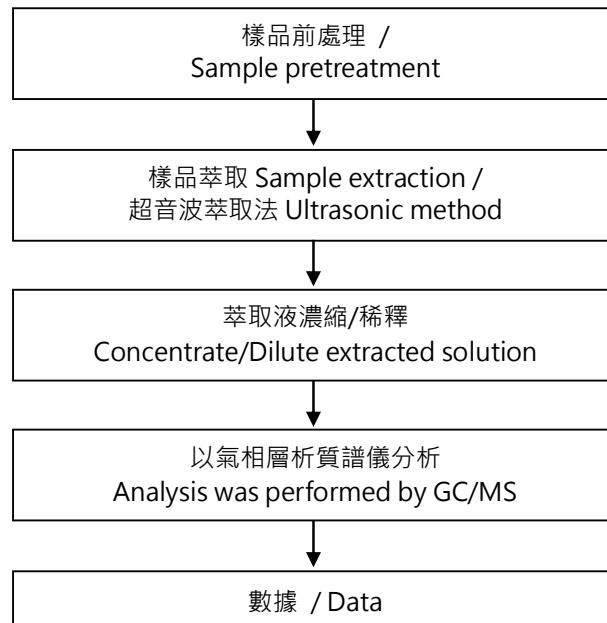 樣品前處理 /
Sample pretreatment
樣品萃取 Sample extraction /
超音波萃取法 Ultrasonic method
萃取液濃縮/稀釋
Concentrate/Dilute extracted solution
以氣相層析質譜儀分析
Analysis was performed by GC/MS
數據 / Data